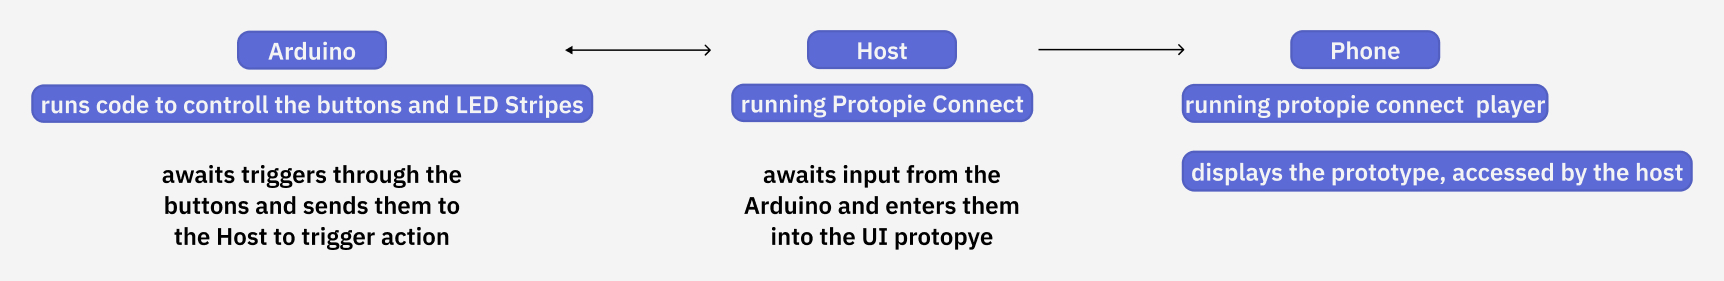 Arduino
runs code to controll the buttons and LED Stripes
awaits triggers through the
buttons and sends them to
the Host to trigger action
Host
running Protopie Connect
awaits input from the
Arduino and enters them
into the UI protopye
Phone
running protopie connect  player
displays the prototype, accessed by the host